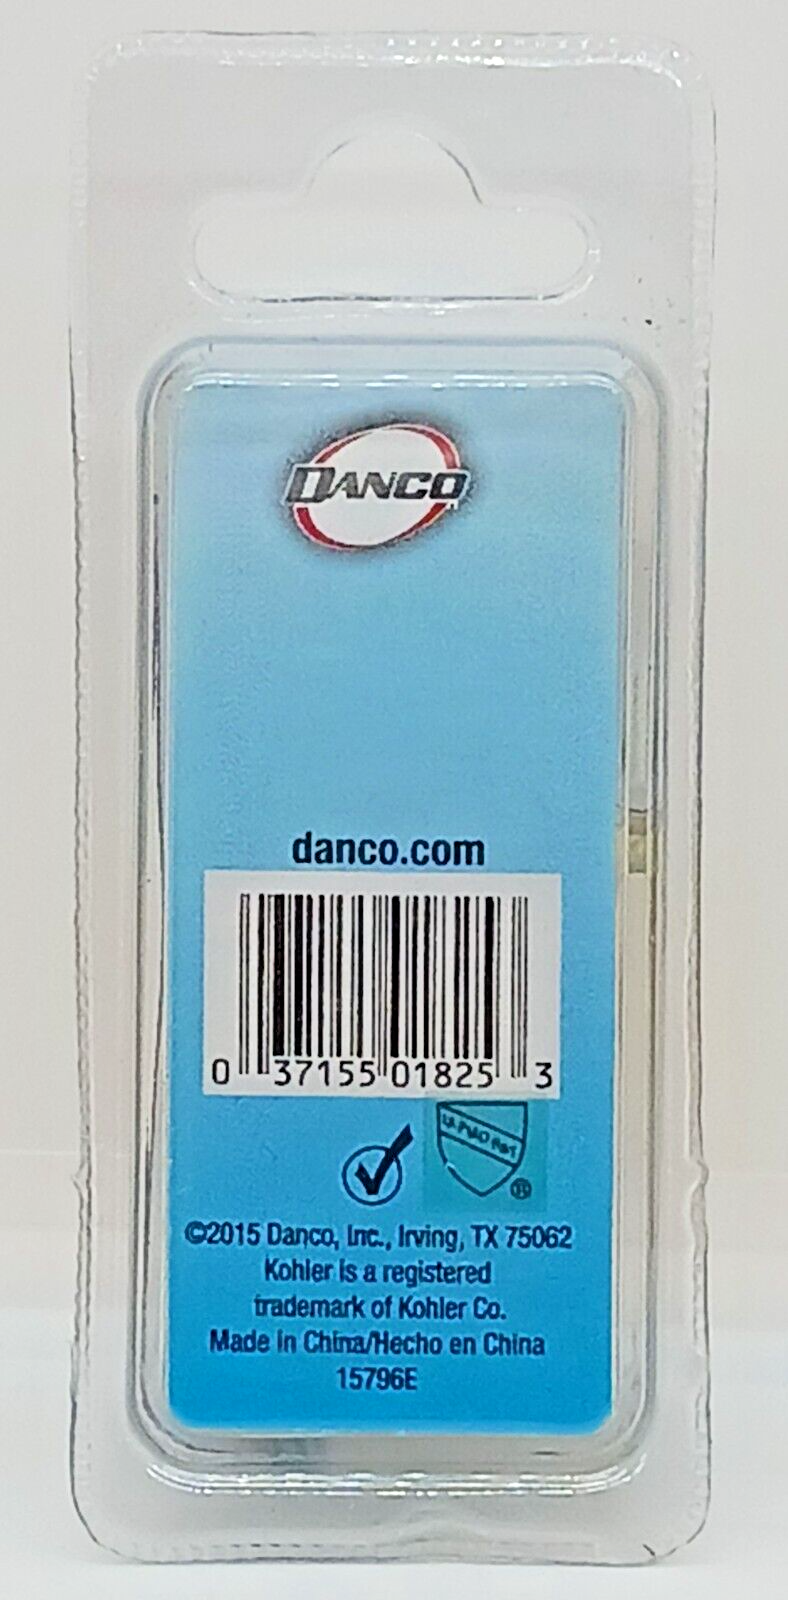 DANCO
danco.com
0 37155 01825 3
®
©2015 Danco, Inc., Irving, TX 75062
Kohler is a registered
trademark of Kohler Co.
Made in China/Hecho en China
15796E